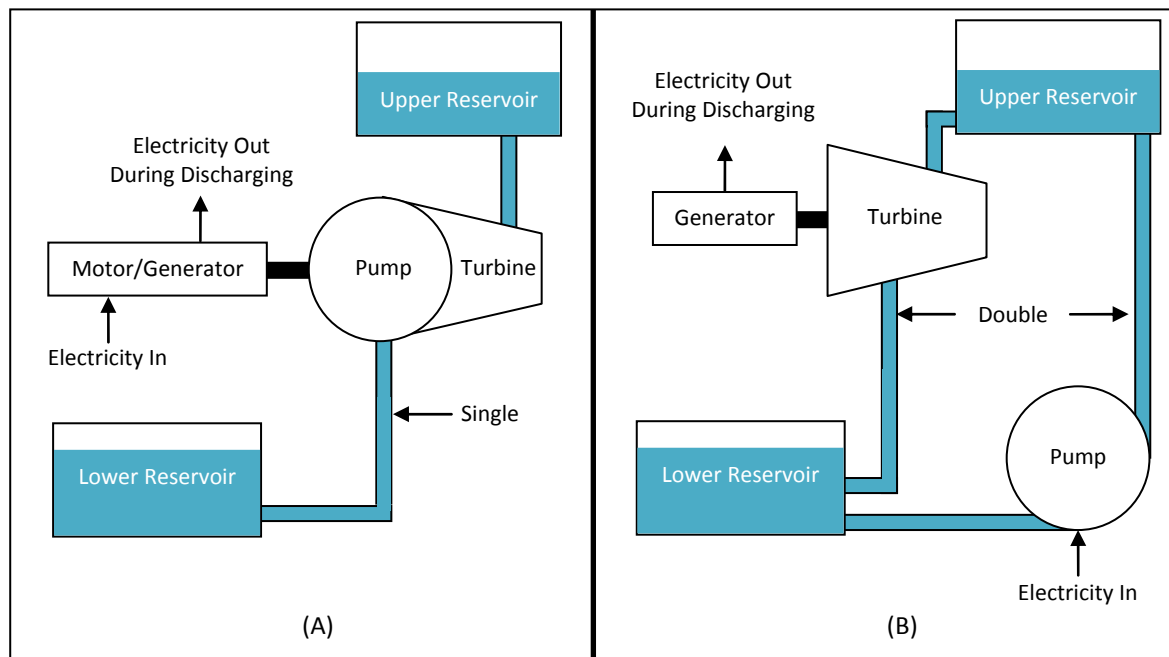 Upper Reservoir
Electricity Out
During Discharging
Motor/Generator
Pump
Turbine
Electricity In
Single
Lower Reservoir
(A)
Upper Reservoir
Electricity Out
During Discharging
Generator
Turbine
Double
Lower Reservoir
Pump
Electricity In
(B)